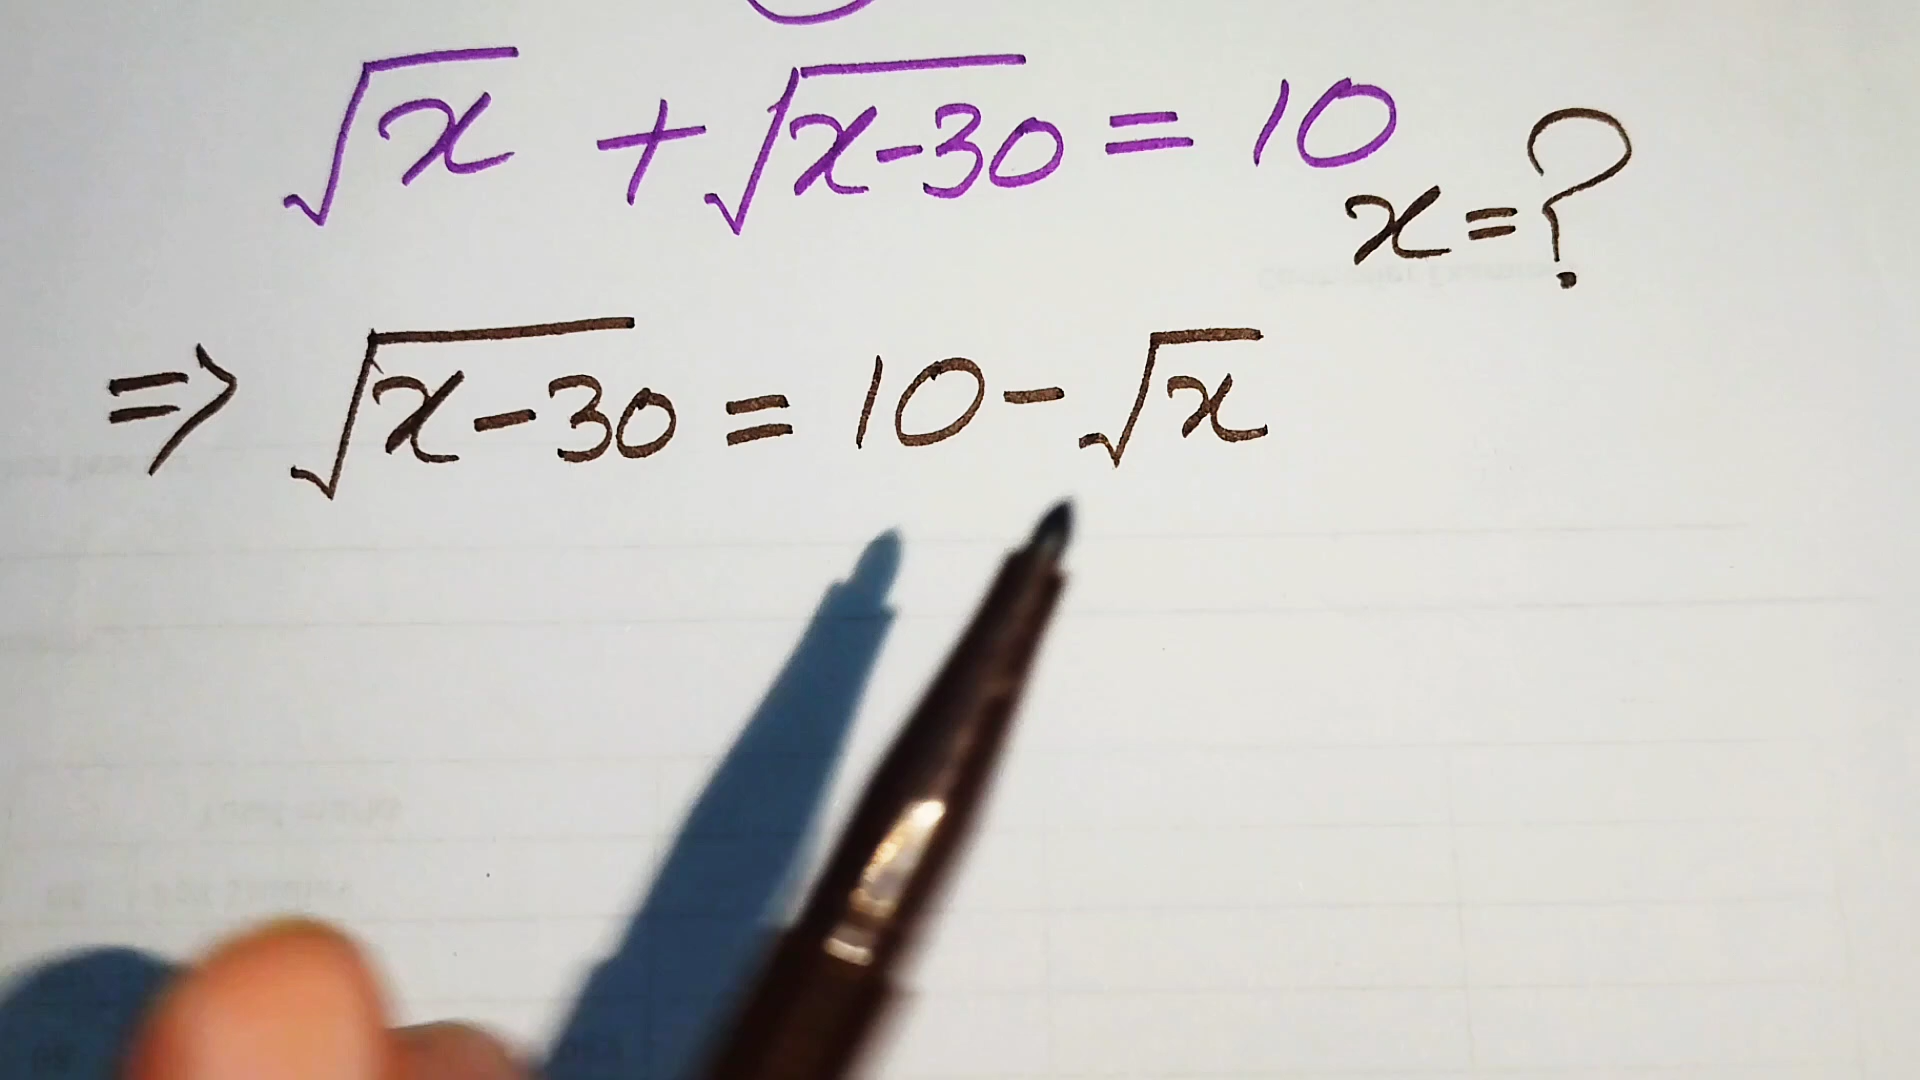 √x + √x-30 = 10
x = ?
⇒ √x-30 = 10 - √x